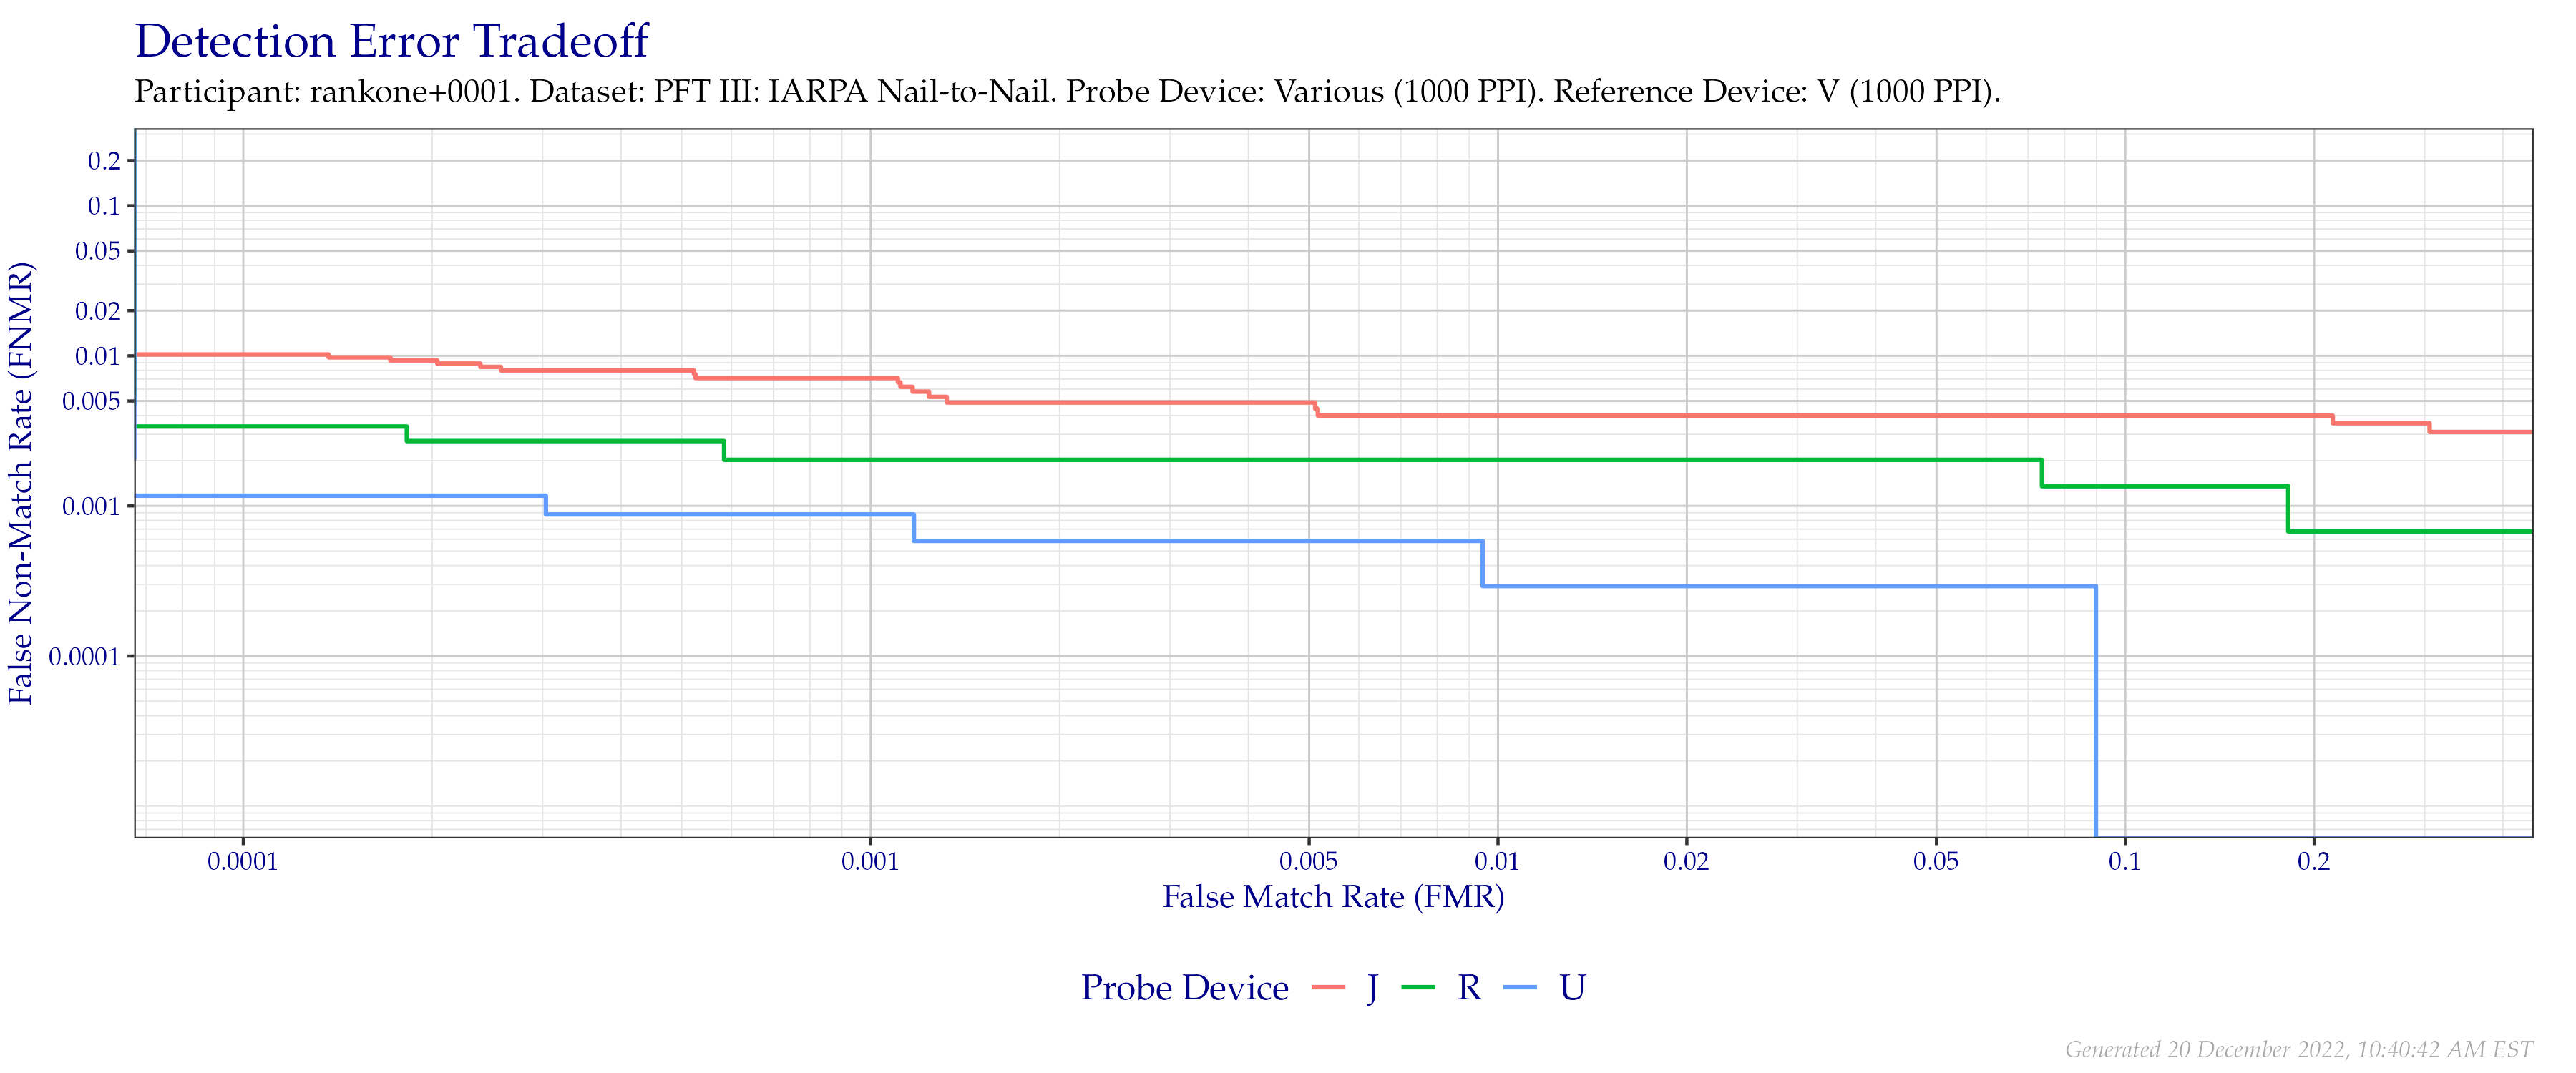 Detection Error Tradeoff
Participant: rankone+0001. Dataset: PFT III: IARPA Nail-to-Nail. Probe Device: Various (1000 PPI). Reference Device: V (1000 PPI).
False Non-Match Rate (FNMR)
0.2
0.1
0.05
0.02
0.01
0.005
0.001
0.0001
0.0001 0.001 0.005 0.01 0.02 0.05 0.1 0.2
False Match Rate (FMR)
Probe Device J R U
Generated 20 December 2022, 10:40:42 AM EST